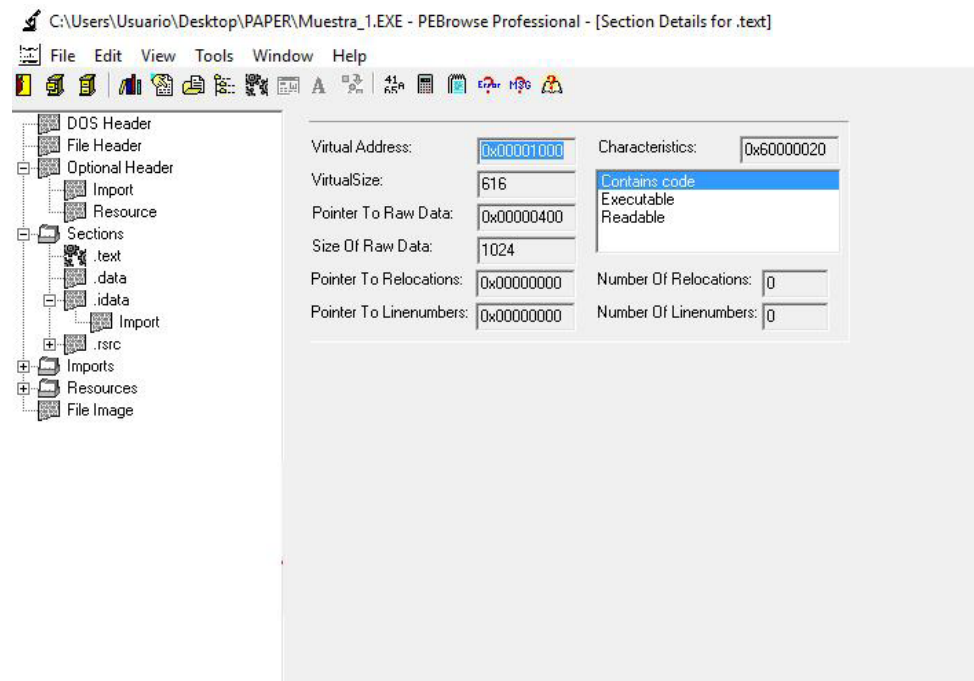 C:\Users\Usuario\Desktop\PAPER\Muestra_1.EXE - PEBrowse Professional - [Section Details for .text]
File Edit View Tools Window Help
DOS Header
File Header
Optional Header
Import
Resource
Sections
.text
.data
.idata
Import
.rsrc
Imports
Resources
File Image
Virtual Address: 0x00001000
VirtualSize: 616
Pointer To Raw Data: 0x00000400
Size Of Raw Data: 1024
Pointer To Relocations: 0x00000000
Pointer To Linenumbers: 0x00000000
Characteristics: 0x60000020
Contains code
Executable
Readable
Number Of Relocations: 0
Number Of Linenumbers: 0